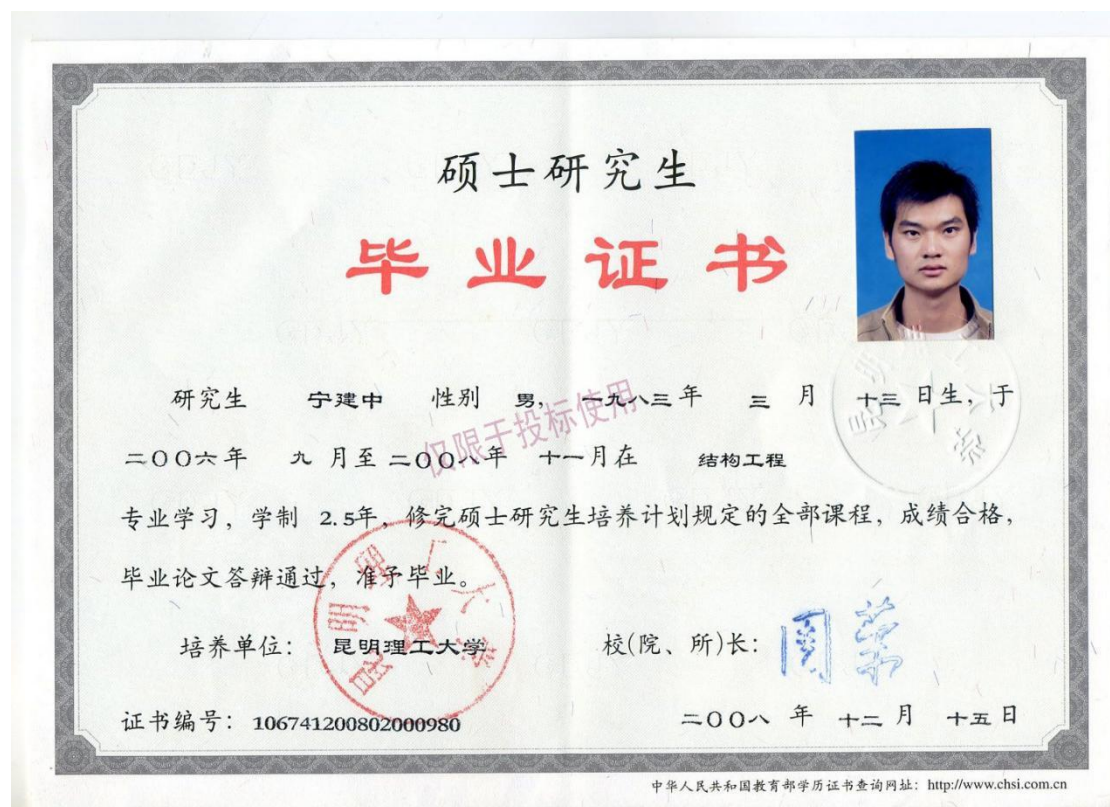 硕士研究生
毕业证书
研究生 宁建中 性别 男, 一九八三年 三 月 十三 日生, 于
二〇〇六年 九 月至 二〇〇八年 十一月在 结构工程
专业学习, 学制 2.5年, 修完硕士研究生培养计划规定的全部课程, 成绩合格,
毕业论文答辩通过, 准予毕业。
仅限于投标使用
培养单位: 昆明理工大学 校(院、所)长: 周荣
昆明理工大学
证书编号: 106741200802000980 二〇〇八 年 十二 月 十五 日
中华人民共和国教育部学历证书查询网址: http://www.chsi.com.cn